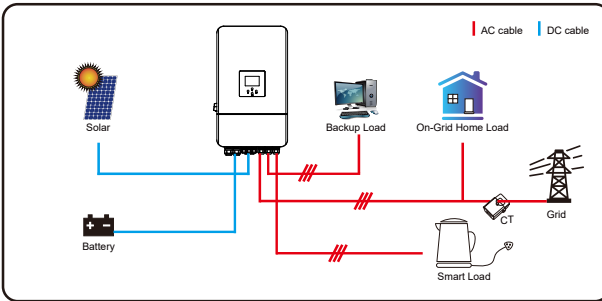 AC cable
DC cable
Solar
Backup Load
On-Grid Home Load
CT
Grid
Battery
Smart Load